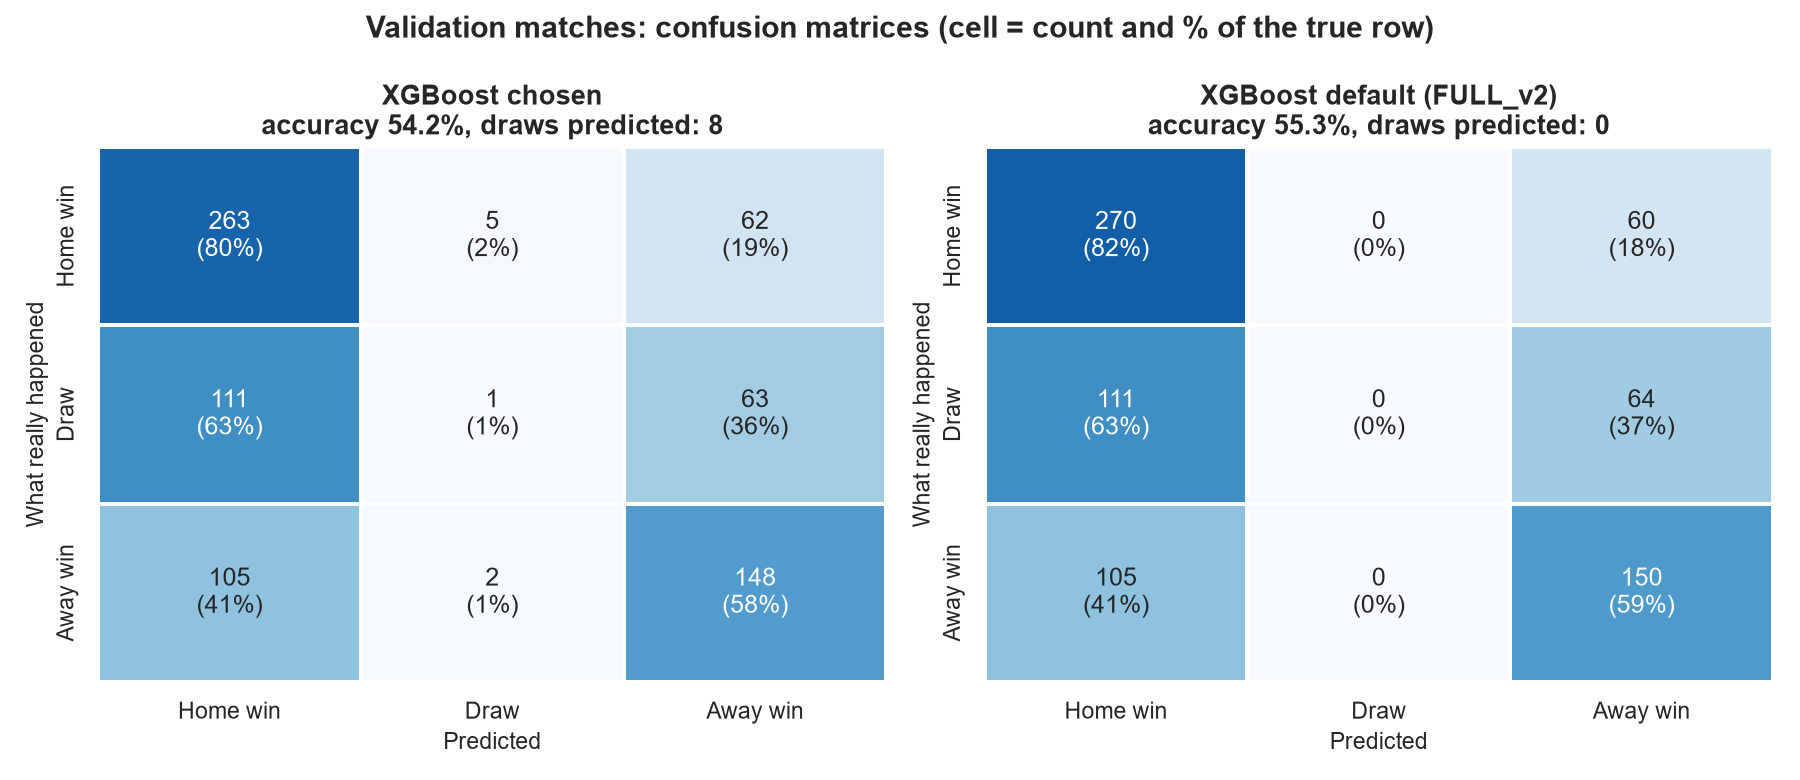 Validation matches: confusion matrices (cell = count and % of the true row)
XGBoost chosen
accuracy 54.2%, draws predicted: 8
What really happened
Home win
263
(80%)
5
(2%)
62
(19%)
Draw
111
(63%)
1
(1%)
63
(36%)
Away win
105
(41%)
2
(1%)
148
(58%)
Home win
Draw
Away win
Predicted
XGBoost default (FULL_v2)
accuracy 55.3%, draws predicted: 0
What really happened
Home win
270
(82%)
0
(0%)
60
(18%)
Draw
111
(63%)
0
(0%)
64
(37%)
Away win
105
(41%)
0
(0%)
150
(59%)
Home win
Draw
Away win
Predicted